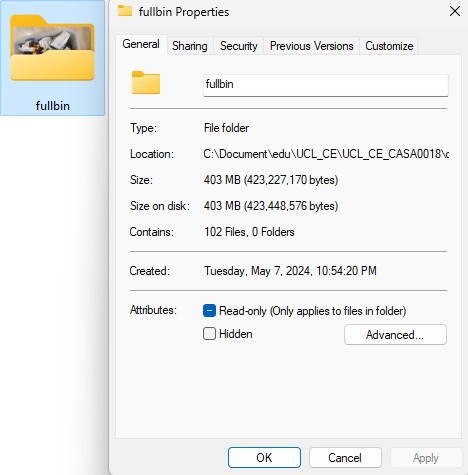 fullbin
fullbin Properties
General Sharing Security Previous Versions Customize
fullbin
Type: File folder
Location: C:\Document\edu\UCL_CE\UCL_CE_CASA0018\c
Size: 403 MB (423,227,170 bytes)
Size on disk: 403 MB (423,448,576 bytes)
Contains: 102 Files, 0 Folders
Created: Tuesday, May 7, 2024, 10:54:20 PM
Attributes: Read-only (Only applies to files in folder)
Hidden Advanced...
OK Cancel Apply